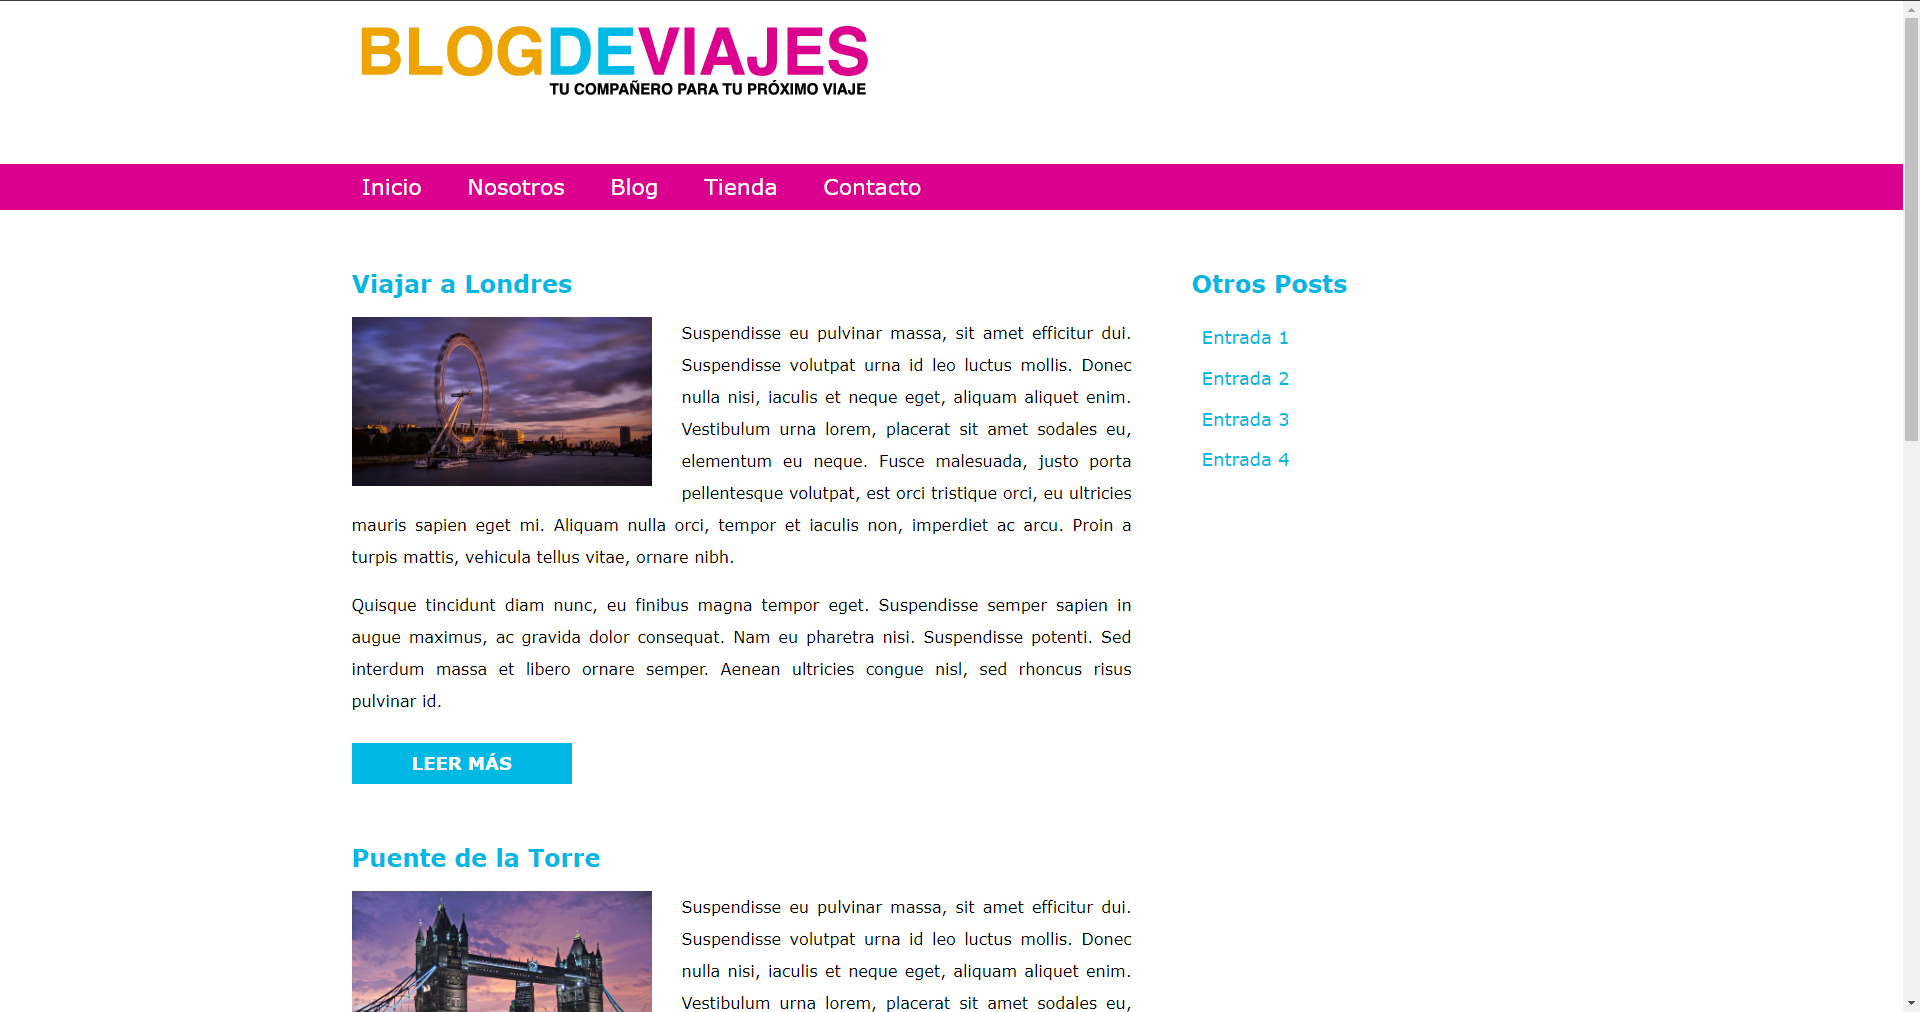 BLOGDEVIAJES
TU COMPAÑERO PARA TU PRÓXIMO VIAJE
Inicio Nosotros Blog Tienda Contacto
Viajar a Londres
Suspendisse eu pulvinar massa, sit amet efficitur dui.
Suspendisse volutpat urna id leo luctus mollis. Donec
nulla nisi, iaculis et neque eget, aliquam aliquet enim.
Vestibulum urna lorem, placerat sit amet sodales eu,
elementum eu neque. Fusce malesuada, justo porta
pellentesque volutpat, est orci tristique orci, eu ultricies
mauris sapien eget mi. Aliquam nulla orci, tempor et iaculis non, imperdiet ac arcu. Proin a
turpis mattis, vehicula tellus vitae, ornare nibh.
Quisque tincidunt diam nunc, eu finibus magna tempor eget. Suspendisse semper sapien in
augue maximus, ac gravida dolor consequat. Nam eu pharetra nisi. Suspendisse potenti. Sed
interdum massa et libero ornare semper. Aenean ultricies congue nisl, sed rhoncus risus
pulvinar id.
LEER MÁS
Puente de la Torre
Suspendisse eu pulvinar massa, sit amet efficitur dui.
Suspendisse volutpat urna id leo luctus mollis. Donec
nulla nisi, iaculis et neque eget, aliquam aliquet enim.
Vestibulum urna lorem, placerat sit amet sodales eu,
Otros Posts
Entrada 1
Entrada 2
Entrada 3
Entrada 4